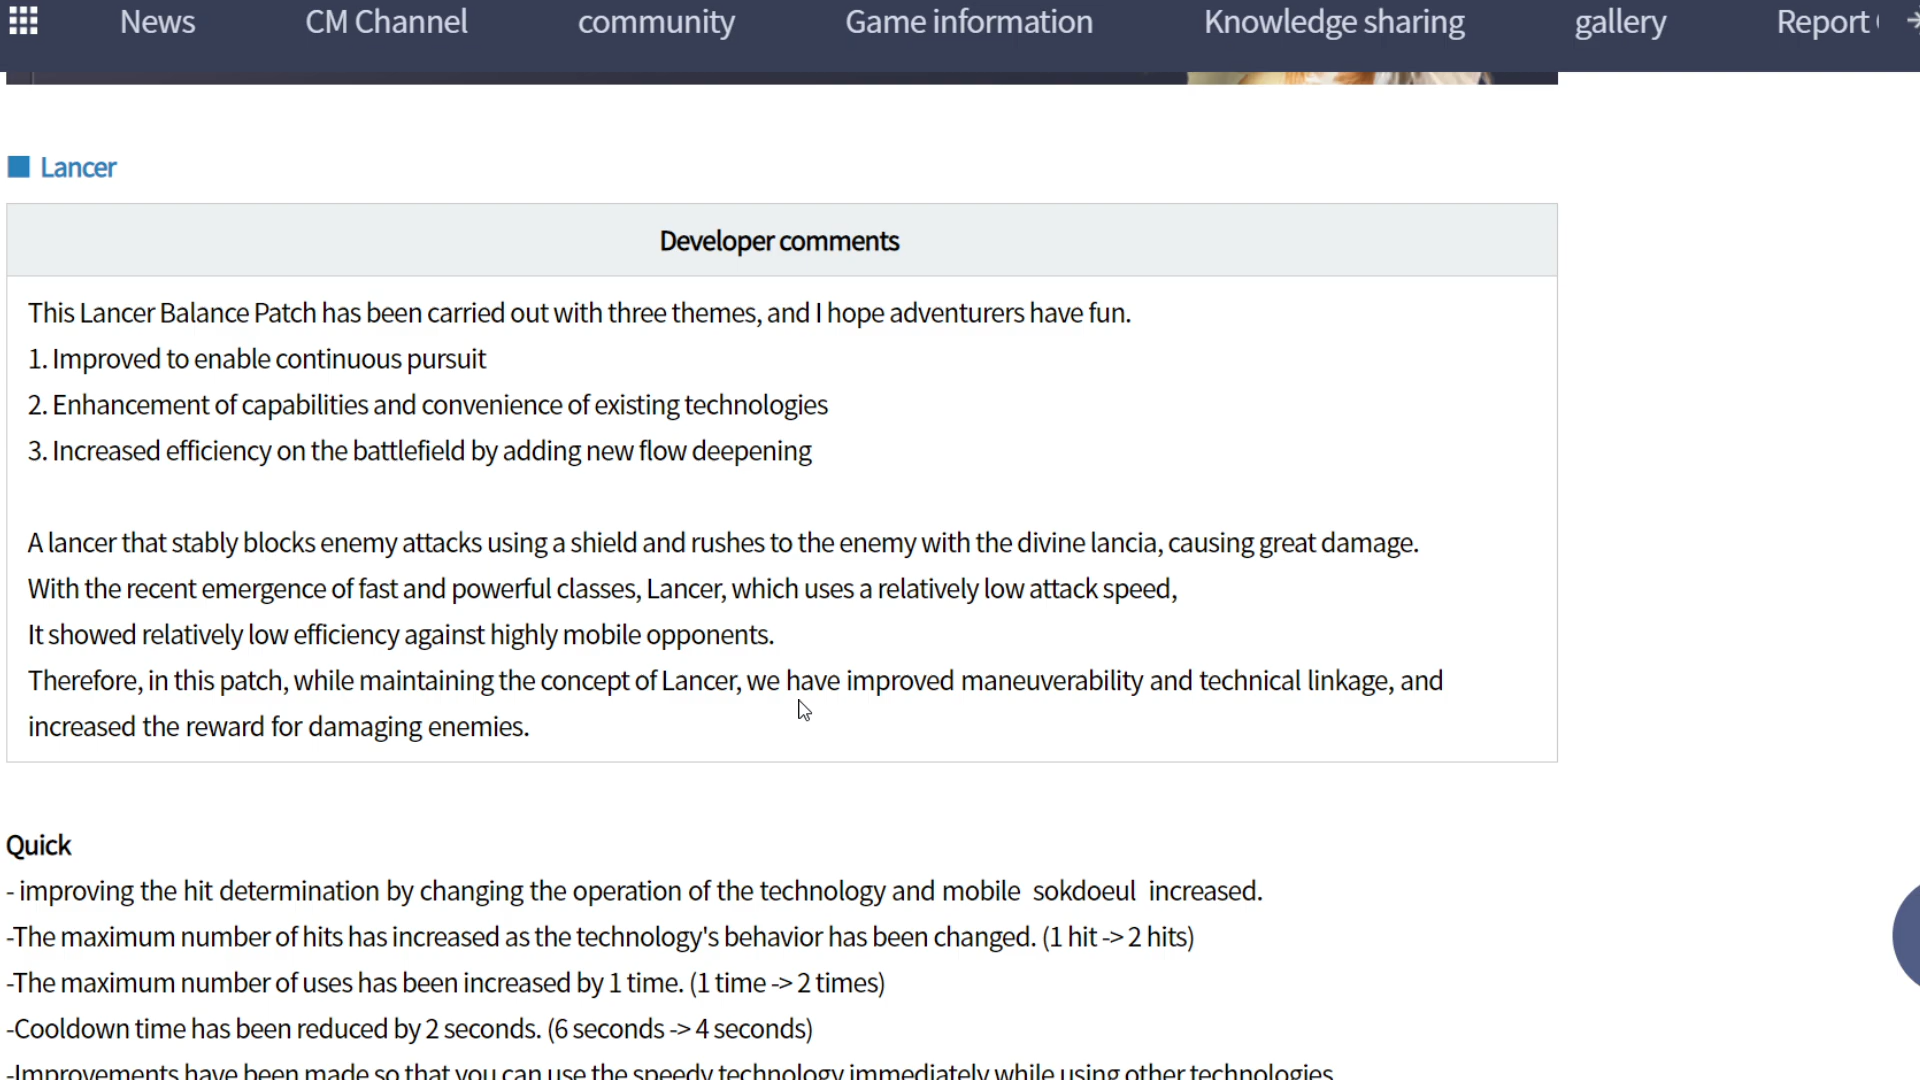 News CM Channel community Game information Knowledge sharing gallery Report
Lancer
Developer comments
This Lancer Balance Patch has been carried out with three themes, and I hope adventurers have fun.
1. Improved to enable continuous pursuit
2. Enhancement of capabilities and convenience of existing technologies
3. Increased efficiency on the battlefield by adding new flow deepening
A lancer that stably blocks enemy attacks using a shield and rushes to the enemy with the divine lancia, causing great damage.
With the recent emergence of fast and powerful classes, Lancer, which uses a relatively low attack speed,
It showed relatively low efficiency against highly mobile opponents.
Therefore, in this patch, while maintaining the concept of Lancer, we have improved maneuverability and technical linkage, and
increased the reward for damaging enemies.
Quick
- improving the hit determination by changing the operation of the technology and mobile sokdoeul increased.
-The maximum number of hits has increased as the technology's behavior has been changed. (1 hit -> 2 hits)
-The maximum number of uses has been increased by 1 time. (1 time -> 2 times)
-Cooldown time has been reduced by 2 seconds. (6 seconds -> 4 seconds)
-Improvements have been made so that you can use the speedy technology immediately while using other technologies.